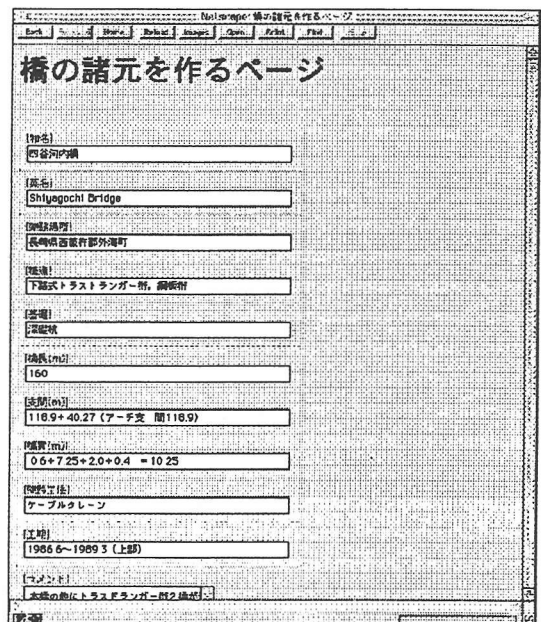 Netscape: 橋の諸元を作るページ
Back Home Reload Images Open Print Find
橋の諸元を作るページ
[和名]
四谷河内橋
[英名]
Shiyagochi Bridge
[架設場所]
長崎県西彼杵郡外海町
[構造]
下路式トラストランガー桁，鋼鈑桁
[基礎]
深礎杭
[橋長(m)]
160
[支間(m)]
118.9+40.27 (アーチ支 間118.9)
[幅員(m)]
0.6+7.25+2.0+0.4 =10.25
[架設工法]
ケーブルクレーン
[工期]
1986.6～1989.3 (上部)
[コメント]
本橋の他にトラストランガー桁2橋が